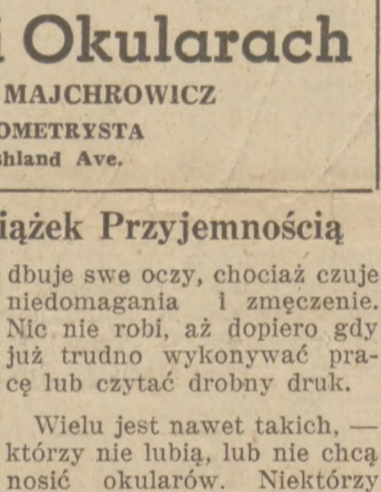 i Okularach
MAJCHROWICZ
OMETRYSTA
shland Ave.
iążek Przyjemnością
dbuje swe oczy, chociaż czuje
niedomagania i zmęczenie.
Nic nie robi, aż dopiero gdy
już trudno wykonywać pra-
cę lub czytać drobny druk.
Wielu jest nawet takich, —
którzy nie lubią, lub nie chcą
nosić okularów. Niektórzy